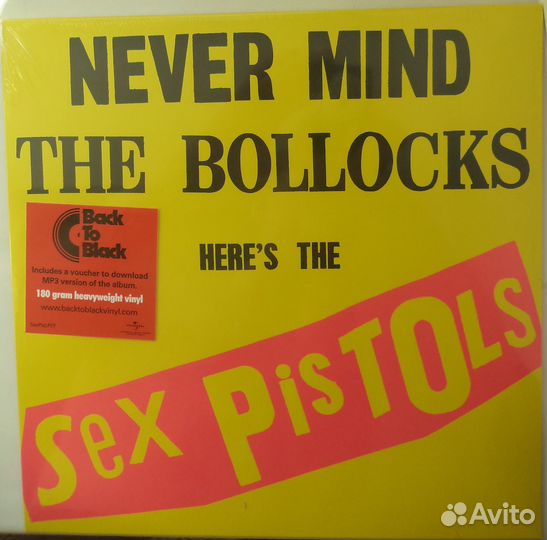 NEVER MIND
THE BOLLOCKS
Back
To
Black
Includes a voucher to download
MP3 version of the album.
180 gram heavyweight vinyl
www.backtoblackvinyl.com
HERE'S THE
Sex PisTOLs
Avito